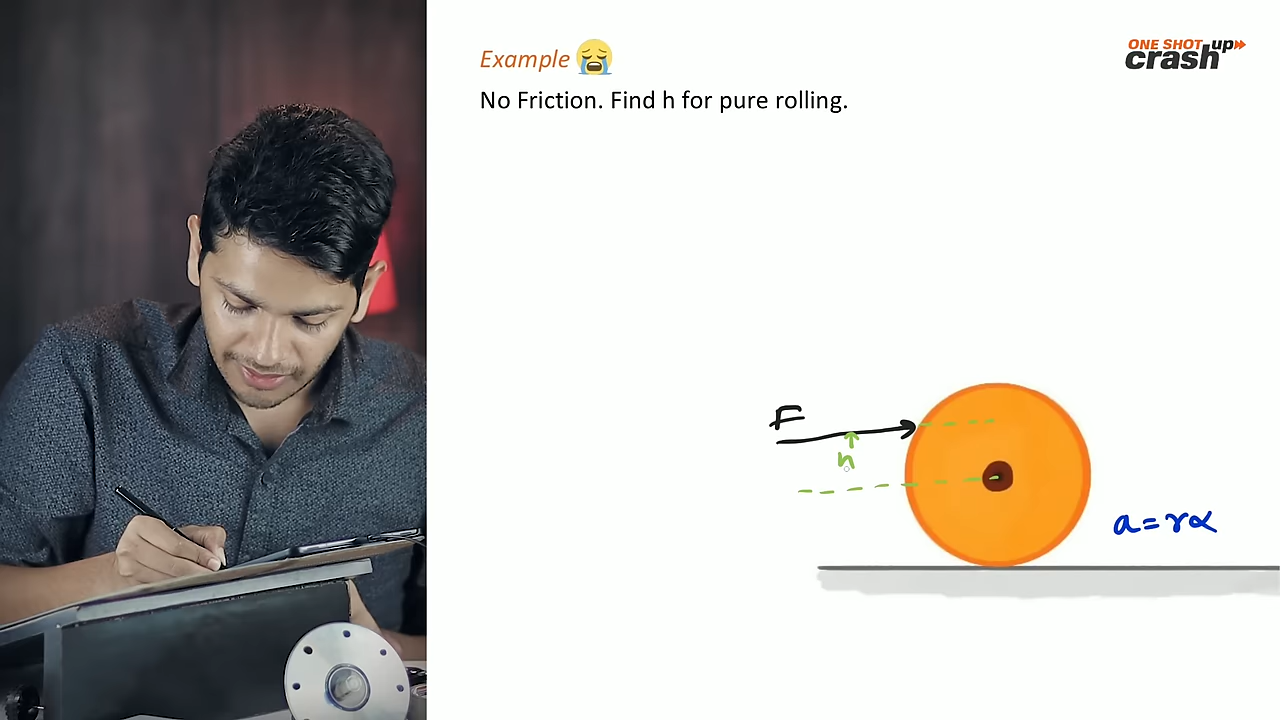 Example 😭
ONE SHOT
crash up
No Friction. Find h for pure rolling.
F
h
a = rα